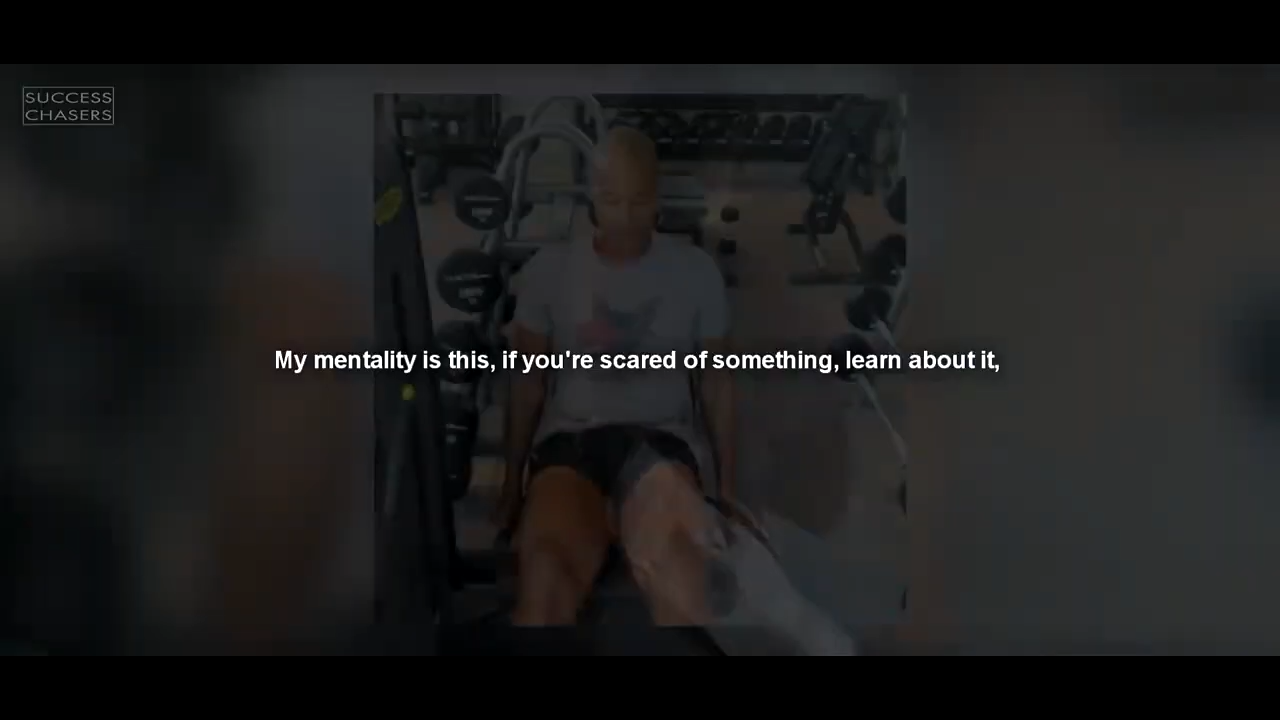 SUCCESS
CHASERS
My mentality is this, if you're scared of something, learn about it,